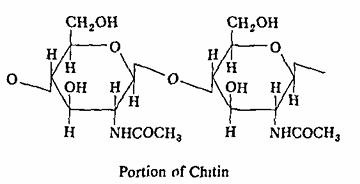 CH₂OH CH₂OH
O O
H H H H
H H
O O
OH H H OH H
H NHCOCH₃ H NHCOCH₃
Portion of Chitin